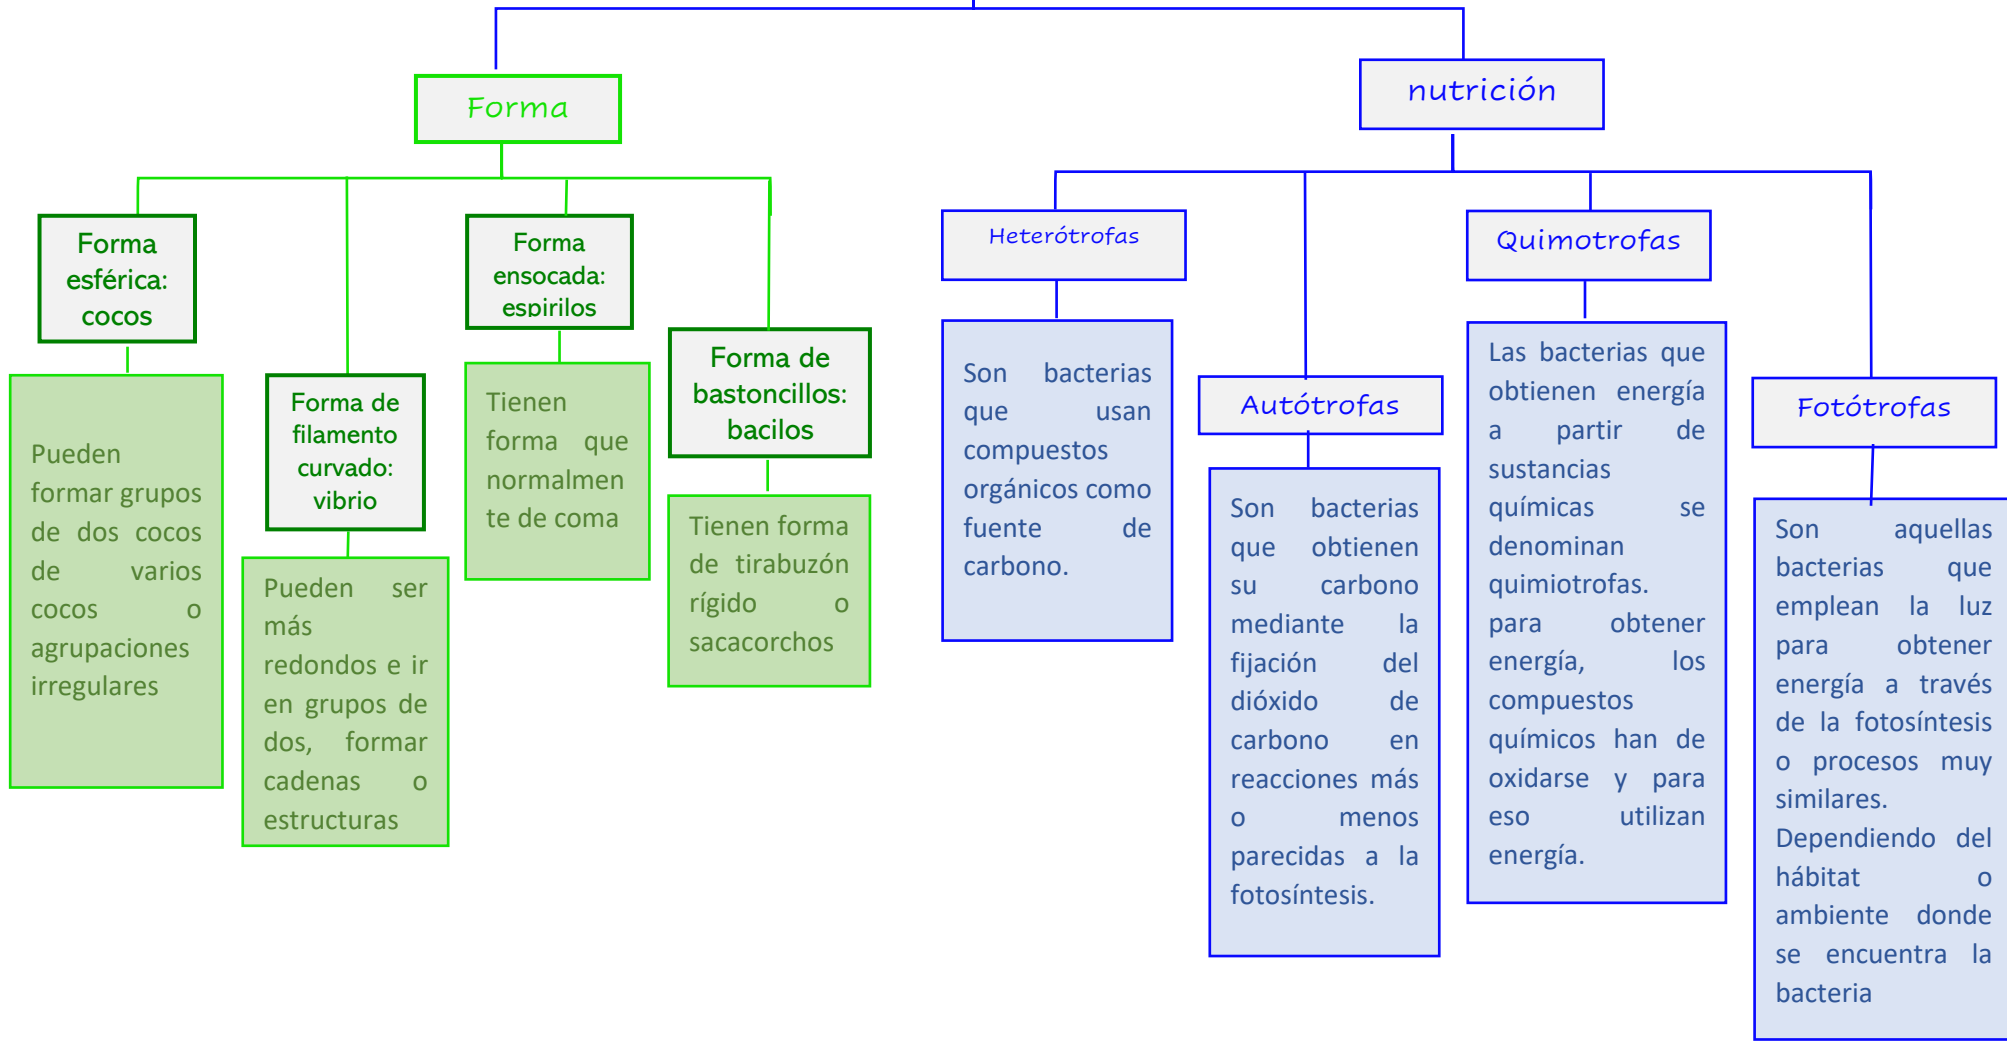 Forma
nutrición
Forma
esférica:
cocos
Pueden
formar grupos
de dos cocos
de varios
cocos o
agrupaciones
irregulares
Forma de
filamento
curvado:
vibrio
Pueden ser
más
redondos e ir
en grupos de
dos, formar
cadenas o
estructuras
Forma
ensocada:
espirilos
Tienen
forma que
normalmen
te de coma
Forma de
bastoncillos:
bacilos
Tienen forma
de tirabuzón
rígido o
sacacorchos
Heterótrofas
Son bacterias
que usan
compuestos
orgánicos como
fuente de
carbono.
Autótrofas
Son bacterias
que obtienen
su carbono
mediante la
fijación del
dióxido de
carbono en
reacciones más
o menos
parecidas a la
fotosíntesis.
Quimotrofas
Las bacterias que
obtienen energía
a partir de
sustancias
químicas se
denominan
quimiotrofas.
para obtener
energía, los
compuestos
químicos han de
oxidarse y para
eso utilizan
energía.
Fotótrofas
Son aquellas
bacterias que
emplean la luz
para obtener
energía a través
de la fotosíntesis
o procesos muy
similares.
Dependiendo del
hábitat o
ambiente donde
se encuentra la
bacteria